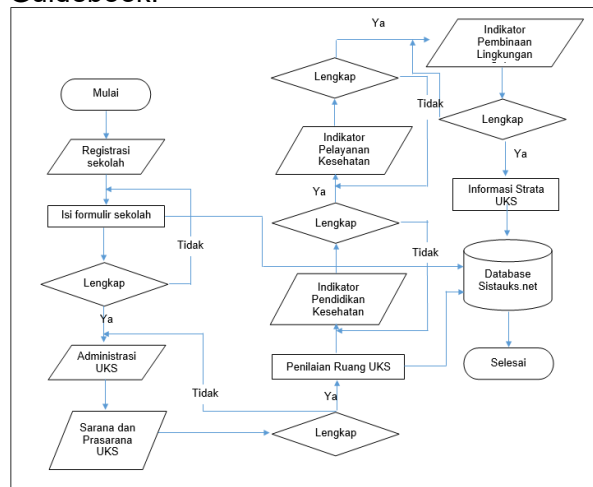 Guidebook.
Mulai
Registrasi
sekolah
Isi formulir sekolah
Tidak
Lengkap
Ya
Administrasi
UKS
Tidak
Sarana dan
Prasarana
UKS
Lengkap
Ya
Penilaian Ruang UKS
Indikator
Pendidikan
Kesehatan
Lengkap
Ya
Tidak
Indikator
Pelayanan
Kesehatan
Lengkap
Tidak
Ya
Indikator
Pembinaan
Lingkungan
Lengkap
Ya
Informasi Strata
UKS
Database
Sistauks.net
Selesai